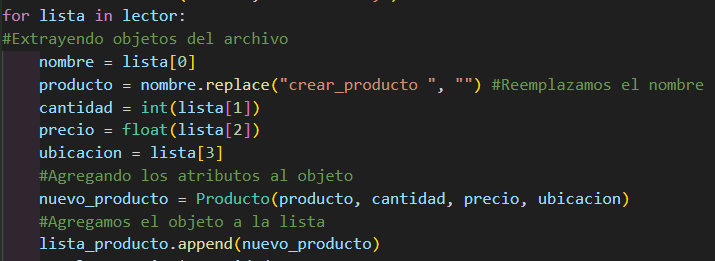 for lista in lector:
#Extrayendo objetos del archivo
nombre = lista[0]
producto = nombre.replace("crear_producto ", "") #Reemplazamos el nombre
cantidad = int(lista[1])
precio = float(lista[2])
ubicacion = lista[3]
#Agregando los atributos al objeto
nuevo_producto = Producto(producto, cantidad, precio, ubicacion)
#Agregamos el objeto a la lista
lista_producto.append(nuevo_producto)